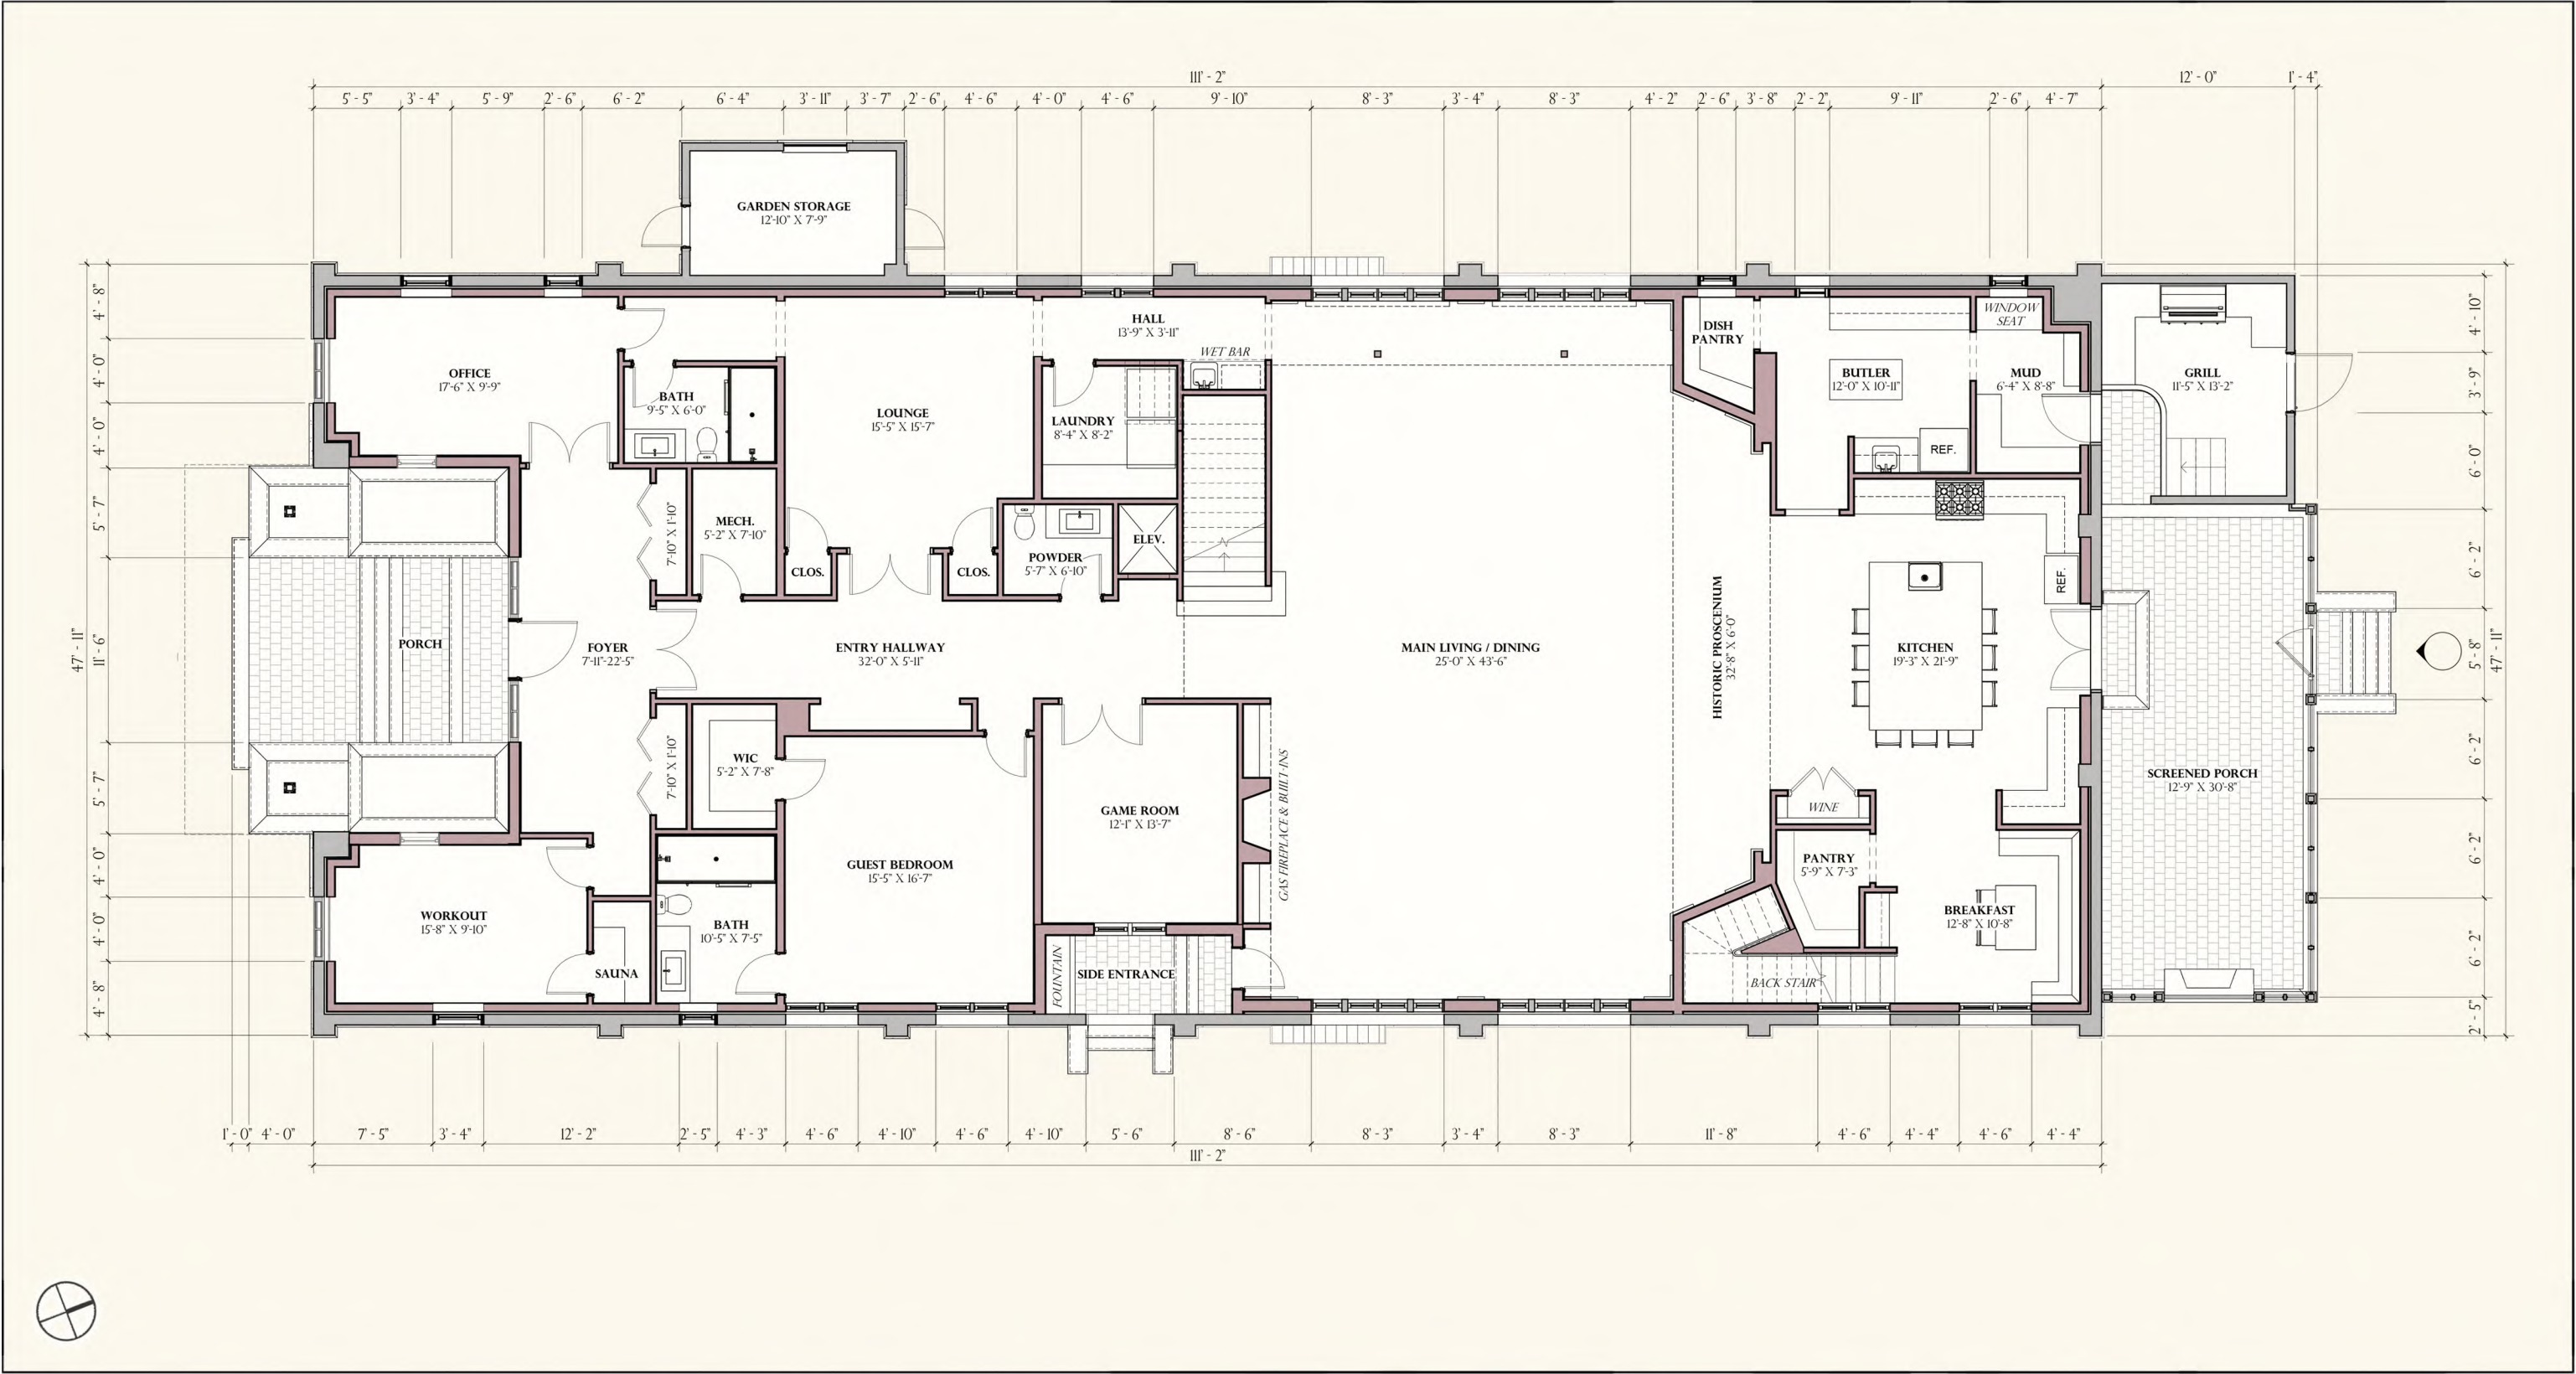 111' - 2"
12' - 0"
1' - 4"
5' - 5"
3' - 4"
5' - 9"
2' - 6"
6' - 2"
6' - 4"
3' - 11"
3' - 7"
2' - 6"
4' - 6"
4' - 0"
4' - 6"
9' - 10"
8' - 3"
3' - 4"
8' - 3"
4' - 2"
2' - 6"
3' - 8"
2' - 2"
9' - 11"
2' - 6"
4' - 7"
GARDEN STORAGE
12'-10" X 7'-9"
47' - 11"
4' - 8"
4' - 0"
4' - 0"
5' - 7"
11' - 6"
5' - 7"
4' - 0"
4' - 0"
4' - 8"
OFFICE
17'-6" X 9'-9"
BATH
9'-5" X 6'-0"
LOUNGE
15'-5" X 15'-7"
HALL
13'-9" X 3'-11"
WET BAR
LAUNDRY
8'-4" X 8'-2"
DISH
PANTRY
BUTLER
12'-0" X 10'-11"
REF.
WINDOW
SEAT
MUD
6'-4" X 8'-8"
GRILL
11'-5" X 13'-2"
7'-10" X 1'-10"
MECH.
5'-2" X 7'-10"
CLOS.
CLOS.
POWDER
5'-7" X 6'-10"
ELEV.
PORCH
FOYER
7'-11"-22'-5"
ENTRY HALLWAY
32'-0" X 5'-11"
MAIN LIVING / DINING
25'-0" X 43'-6"
HISTORIC PROSCENIUM
32'-8" X 6'-0"
KITCHEN
19'-3" X 21'-9"
REF.
7'-10" X 1'-10"
WIC
5'-2" X 7'-8"
GAME ROOM
12'-1" X 13'-7"
GAS FIREPLACE & BUILT-INS
WINE
SCREENED PORCH
12'-9" X 30'-8"
GUEST BEDROOM
15'-5" X 16'-7"
PANTRY
5'-9" X 7'-3"
WORKOUT
15'-8" X 9'-10"
BATH
10'-5" X 7'-5"
BREAKFAST
12'-8" X 10'-8"
SAUNA
FOUNTAIN
SIDE ENTRANCE
BACK STAIR
4' - 10"
3' - 9"
6' - 0"
6' - 2"
5' - 8"
6' - 2"
6' - 2"
6' - 2"
2' - 5"
47' - 11"
1' - 0"
4' - 0"
7' - 5"
3' - 4"
12' - 2"
2' - 5"
4' - 3"
4' - 6"
4' - 10"
4' - 6"
4' - 10"
5' - 6"
8' - 6"
8' - 3"
3' - 4"
8' - 3"
11' - 8"
4' - 6"
4' - 4"
4' - 6"
4' - 4"
111' - 2"